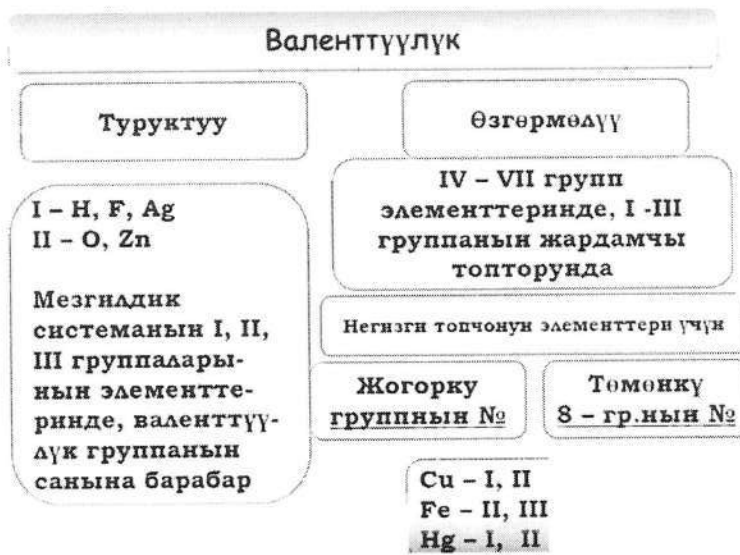 Валенттүүлүк
Туруктуу
Өзгөрмөлүү
I – H, F, Ag
II – O, Zn
Мезгилдик
системанын I, II,
III группалары-
нын элементте-
ринде, валенттүү-
лүк группанын
санына барабар
IV – VII групп
элементтеринде, I -III
группанын жардамчы
топторунда
Негизги топчонун элементтери үчүн
Жогорку
группнын №
Төмөнкү
8 – гр.нын №
Cu – I, II
Fe – II, III
Hg – I, II